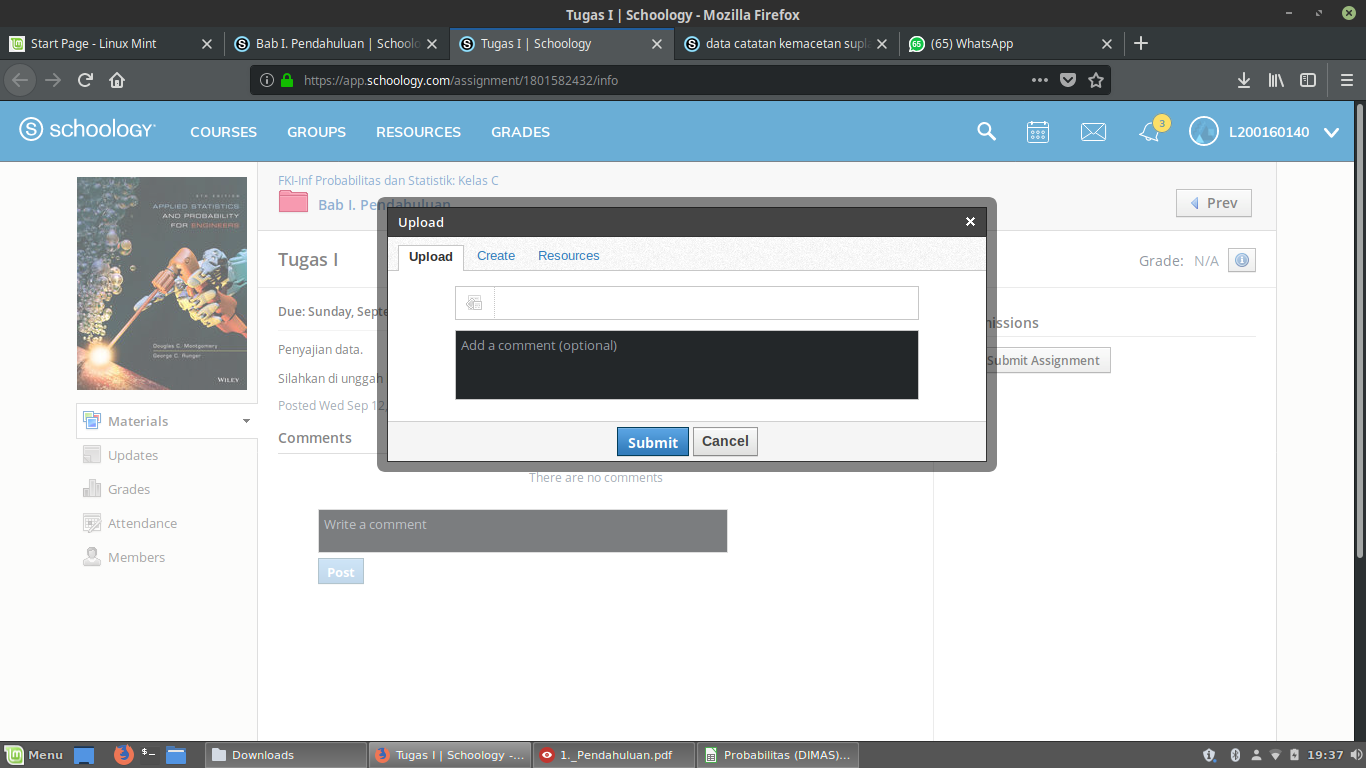 Tugas I | Schoology - Mozilla Firefox
Start Page - Linux Mint
Bab I. Pendahuluan | Schoolo
Tugas I | Schoology
data catatan kemacetan supla
(65) WhatsApp
https://app.schoology.com/assignment/1801582432/info
schoology
COURSES
GROUPS
RESOURCES
GRADES
3
L200160140
APPLIED STATISTICS
AND PROBABILITY
FOR ENGINEERS
Douglas C. Montgomery
George C. Runger
WILEY
Materials
Updates
Grades
Attendance
Members
FKI-Inf Probabilitas dan Statistik: Kelas C
Bab I. Pendahuluan
Prev
Tugas I
Grade: N/A
Due: Sunday, Septe
Penyajian data.
Silahkan di unggah
Posted Wed Sep 12,
Comments
There are no comments
Write a comment
Post
issions
Submit Assignment
Upload
Upload
Create
Resources
Add a comment (optional)
Submit
Cancel
Menu
Downloads
Tugas I | Schoology -...
1._Pendahuluan.pdf
Probabilitas (DIMAS)...
19:37